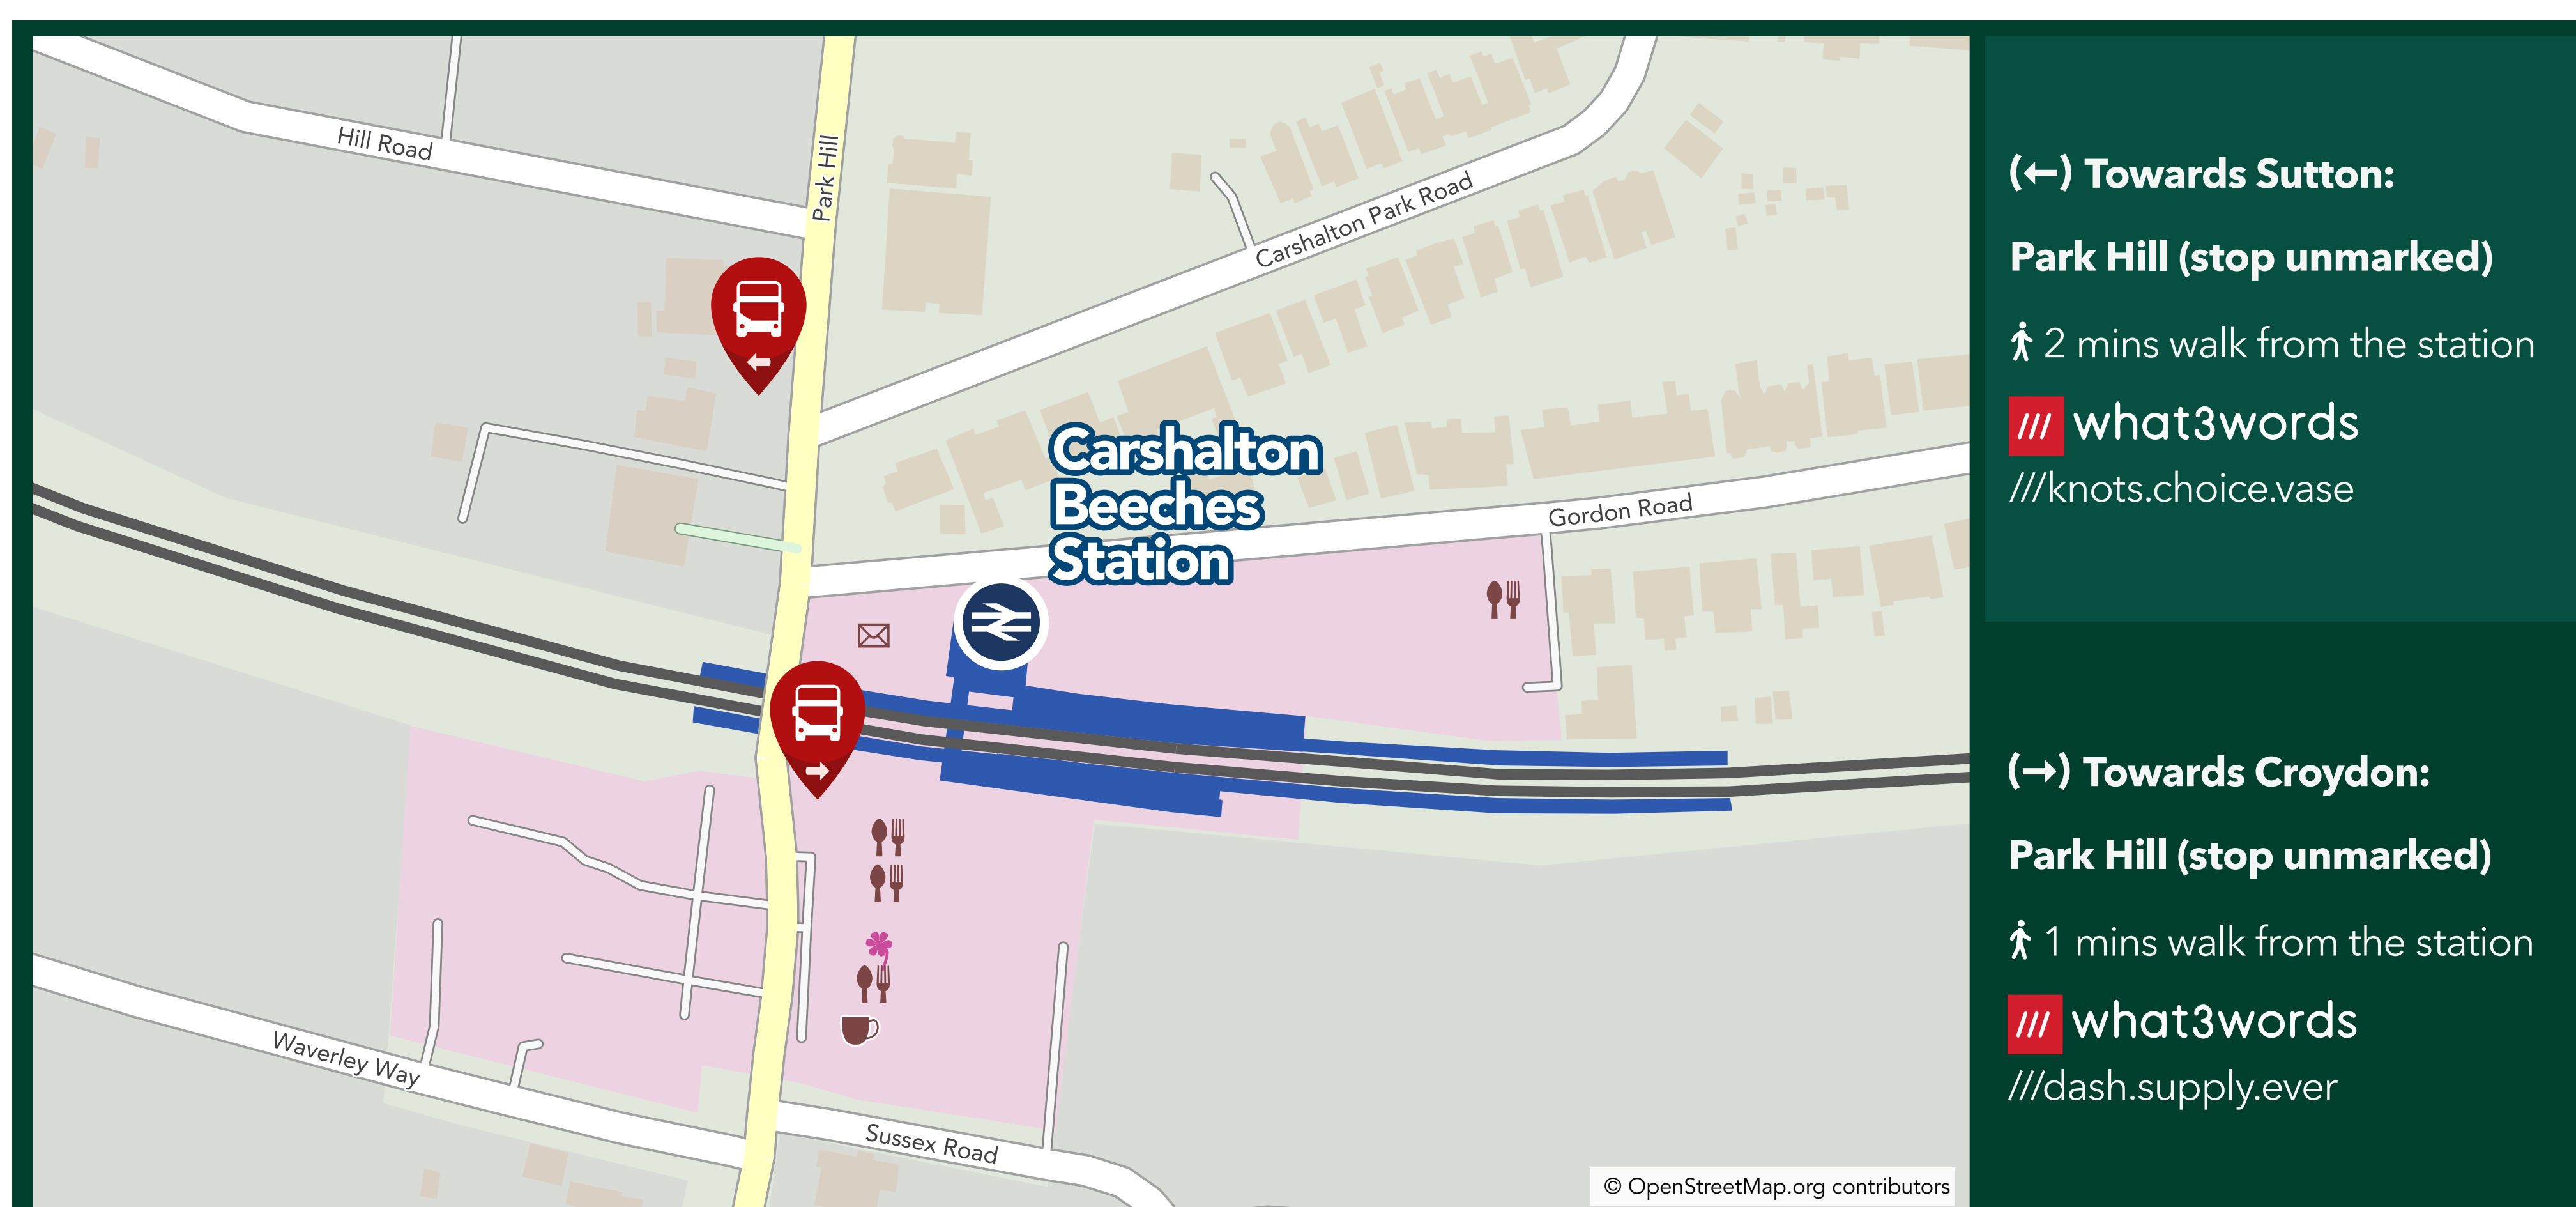 Hill Road
Park Hill
Carshalton Park Road
Carshalton
Beeches
Station
Gordon Road
Waverley Way
Sussex Road
© OpenStreetMap.org contributors
(←) Towards Sutton:
Park Hill (stop unmarked)
2 mins walk from the station
/// what3words
///knots.choice.vase
(→) Towards Croydon:
Park Hill (stop unmarked)
1 mins walk from the station
/// what3words
///dash.supply.ever